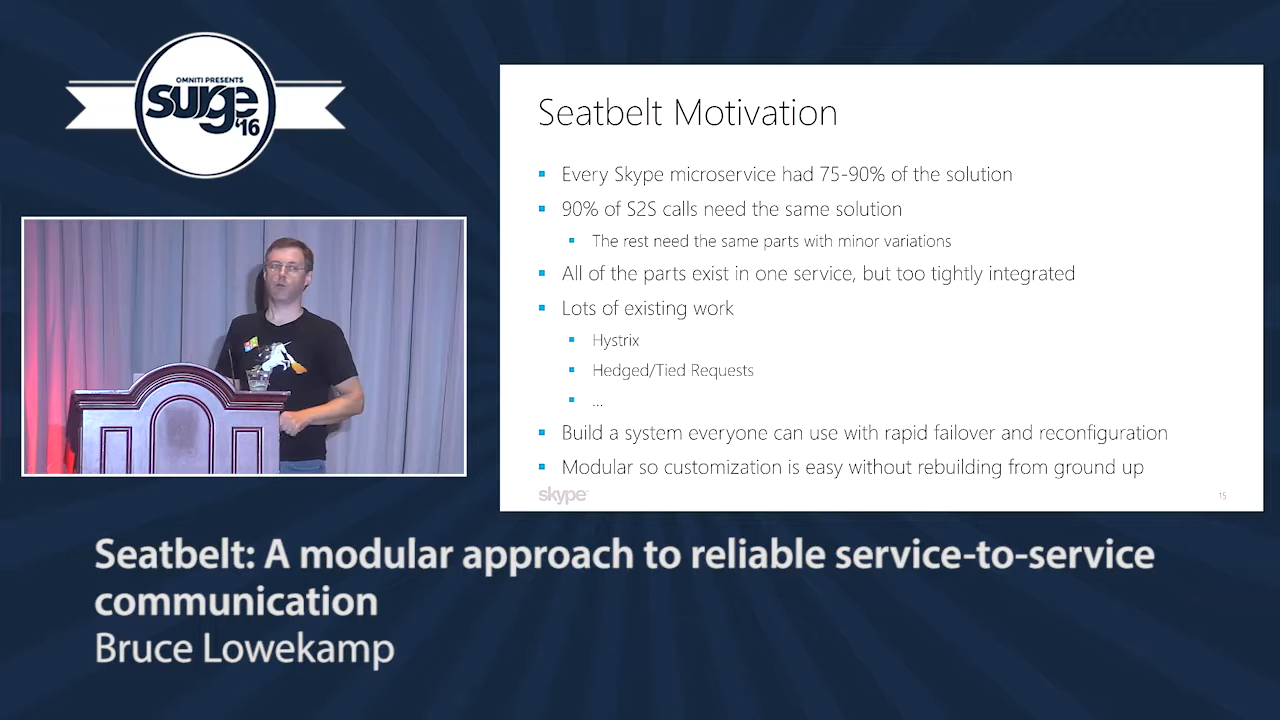 OMNITI PRESENTS
surge
'16
Seatbelt Motivation
Every Skype microservice had 75-90% of the solution
90% of S2S calls need the same solution
The rest need the same parts with minor variations
All of the parts exist in one service, but too tightly integrated
Lots of existing work
Hystrix
Hedged/Tied Requests
...
Build a system everyone can use with rapid failover and reconfiguration
Modular so customization is easy without rebuilding from ground up
skype
15
Seatbelt: A modular approach to reliable service-to-service
communication
Bruce Lowekamp